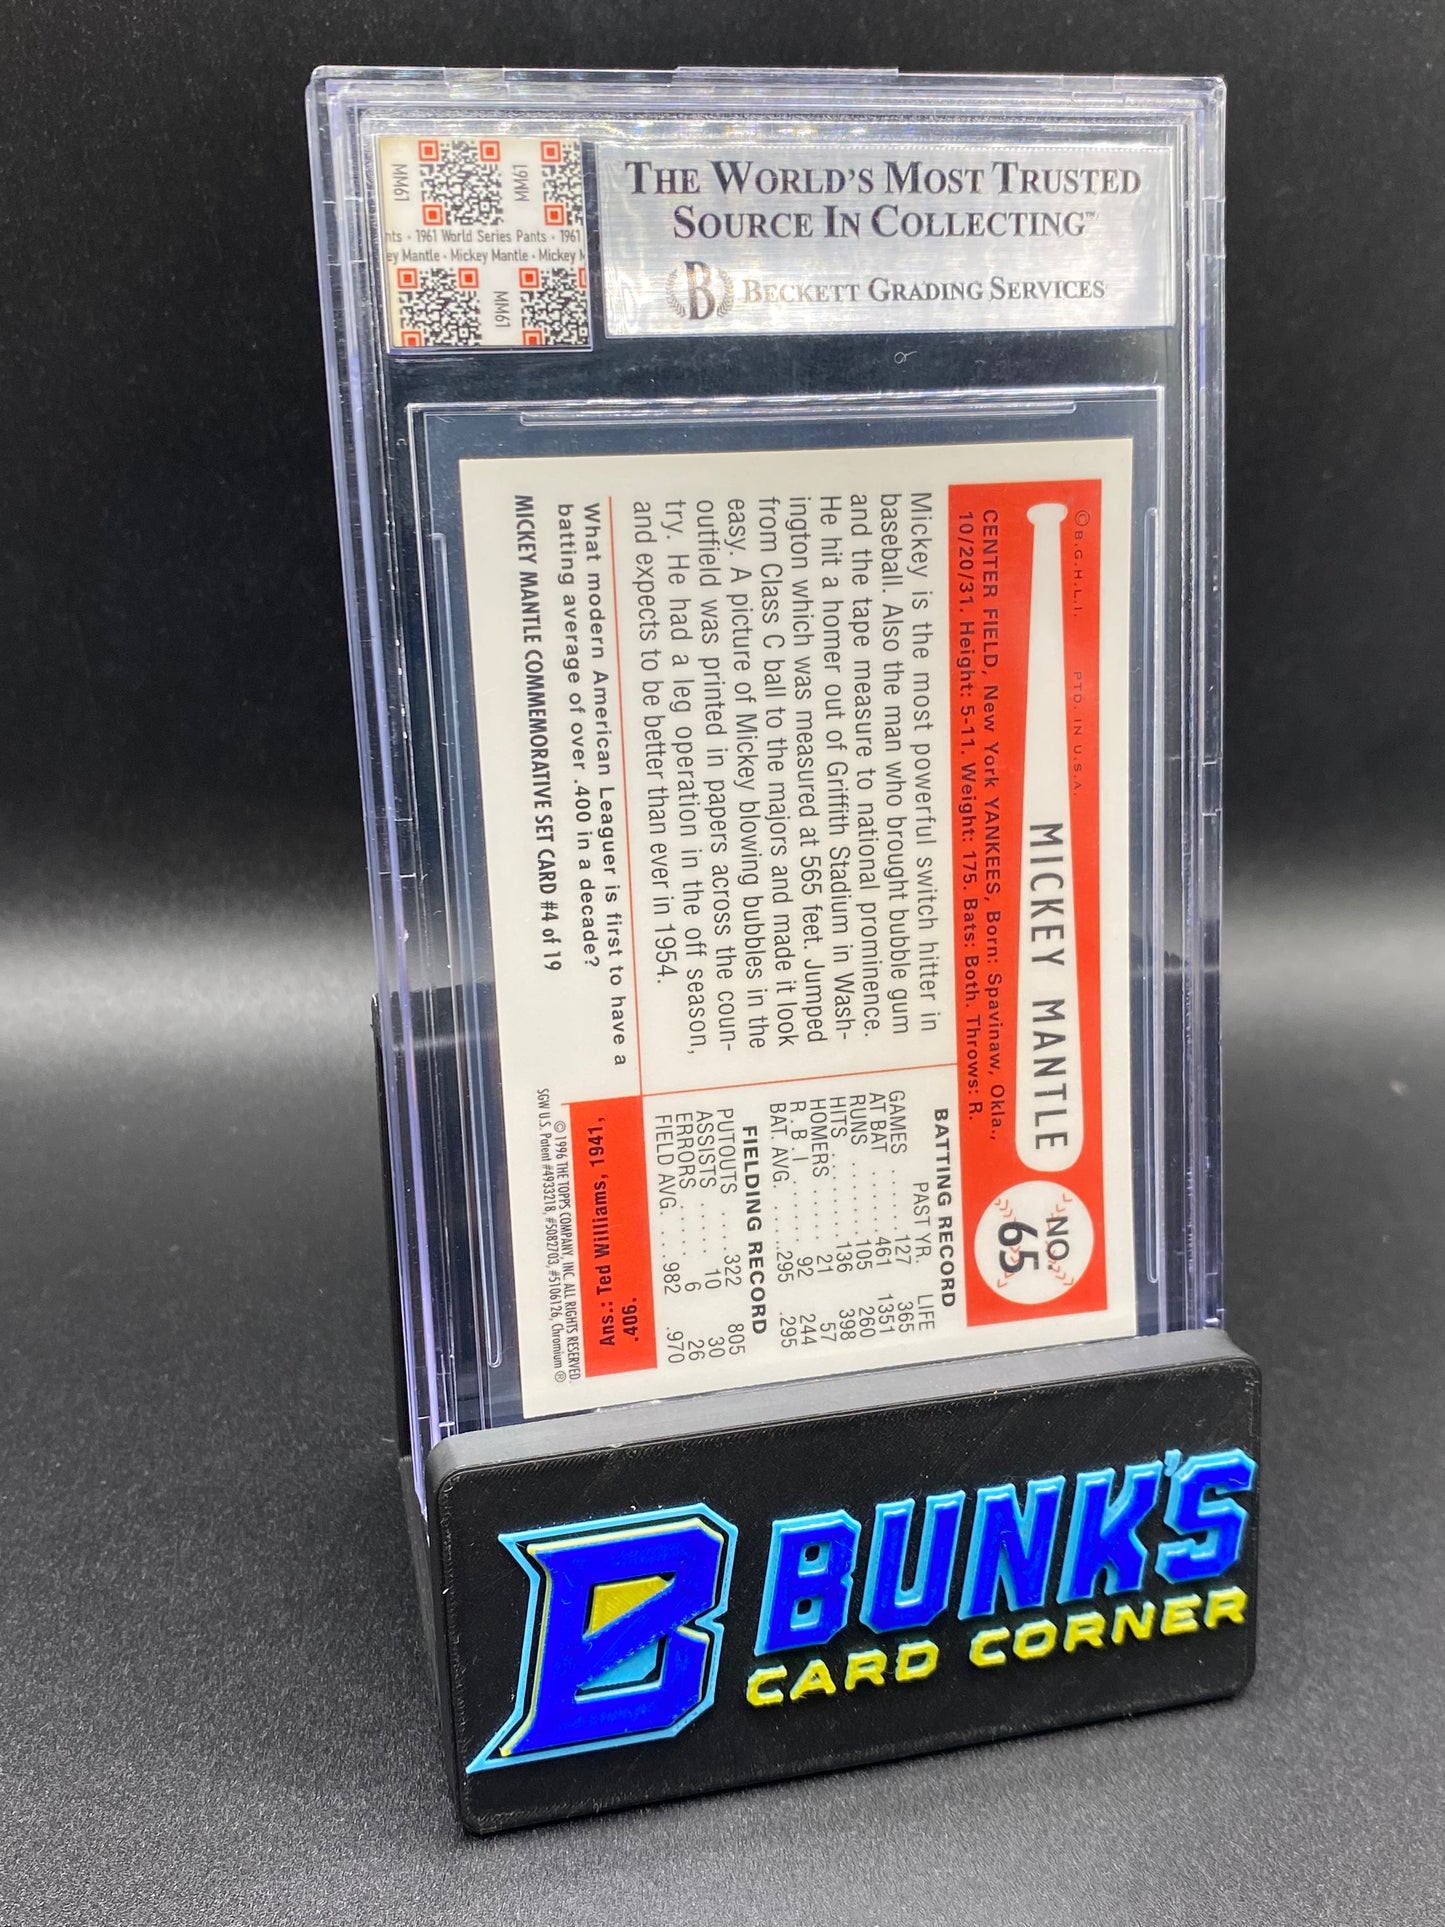 MM61
MM61
nts • 1961 World Series Pants • 1961
ey Mantle • Mickey Mantle • Mickey M
MM61
THE WORLD'S MOST TRUSTED
SOURCE IN COLLECTING™
B BECKETT GRADING SERVICES
© B.G.H.L.I. PTD. IN U.S.A.
MICKEY MANTLE
NO.
65
CENTER FIELD, New York YANKEES, Born: Spavinaw, Okla.,
10/20/31. Height: 5-11. Weight: 175. Bats: Both. Throws: R.
Mickey is the most powerful switch hitter in
baseball. Also the man who brought bubble gum
and the tape measure to national prominence.
He hit a homer out of Griffith Stadium in Wash-
ington which was measured at 565 feet. Jumped
from Class C ball to the majors and made it look
easy. A picture of Mickey blowing bubbles in the
outfield was printed in papers across the coun-
try. He had a leg operation in the off season,
and expects to be better than ever in 1954.
BATTING RECORD
PAST YR. LIFE
GAMES ..... 127 365
AT BAT ..... 461 1351
RUNS ...... 105 260
HITS ...... 136 398
HOMERS .... 21 57
R. B. I. .... 92 244
BAT. AVG. .... .295 .295
FIELDING RECORD
PUTOUTS ... 322 805
ASSISTS .... 10 30
ERRORS .... 6 26
FIELD AVG. ... .982 .970
What modern American Leaguer is first to have a
batting average of over .400 in a decade?
Ans.: Ted Williams, 1941,
.406.
MICKEY MANTLE COMMEMORATIVE SET CARD #4 of 19
© 1996 THE TOPPS COMPANY, INC. ALL RIGHTS RESERVED.
SGW U.S. Patent #4933218, #5082703, #5106126, Chromium ®
B BUNK'S
CARD CORNER